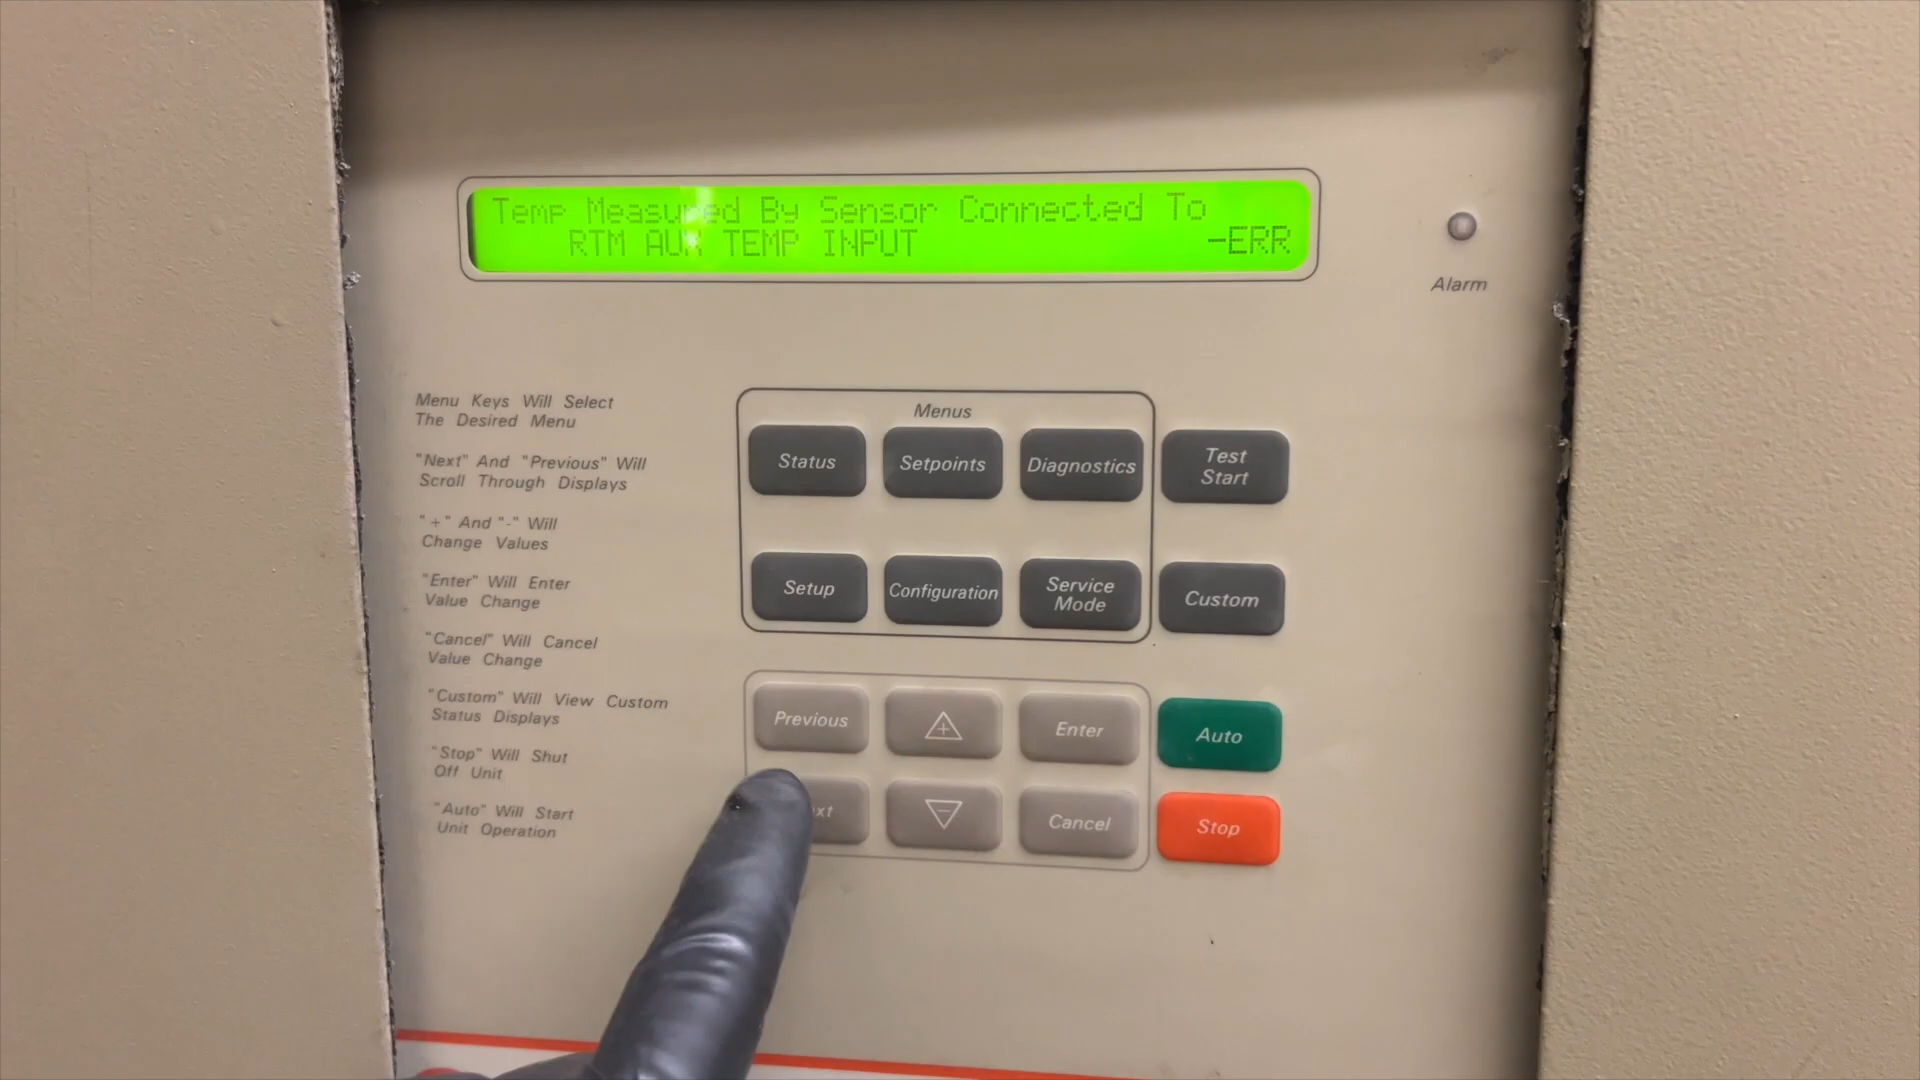 Temp Measured By Sensor Connected To
RTM AUX TEMP INPUT -ERR
Alarm
Menu Keys Will Select
The Desired Menu
"Next" And "Previous" Will
Scroll Through Displays
"+" And "-" Will
Change Values
"Enter" Will Enter
Value Change
"Cancel" Will Cancel
Value Change
"Custom" Will View Custom
Status Displays
"Stop" Will Shut
Off Unit
"Auto" Will Start
Unit Operation
Menus
Status
Setpoints
Diagnostics
Test
Start
Setup
Configuration
Service
Mode
Custom
Previous
+
Enter
Auto
-
Cancel
Stop